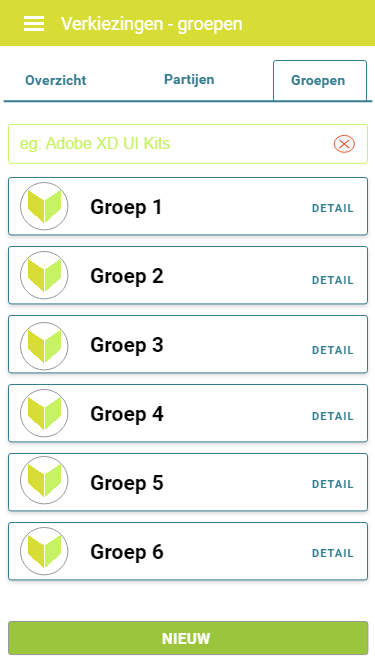 Verkiezingen - groepen
Overzicht Partijen Groepen
eg: Adobe XD UI Kits
Groep 1 DETAIL
Groep 2 DETAIL
Groep 3 DETAIL
Groep 4 DETAIL
Groep 5 DETAIL
Groep 6 DETAIL
NIEUW